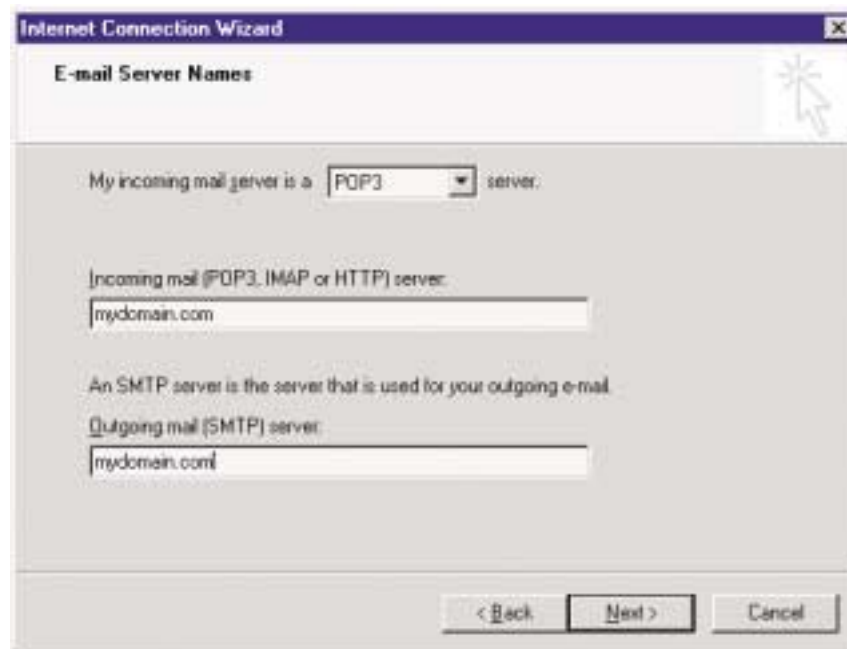 Internet Connection Wizard
E-mail Server Names
My incoming mail server is a POP3 server.
Incoming mail (POP3, IMAP or HTTP) server:
mydomain.com
An SMTP server is the server that is used for your outgoing e-mail.
Outgoing mail (SMTP) server:
mydomain.com
< Back Next > Cancel